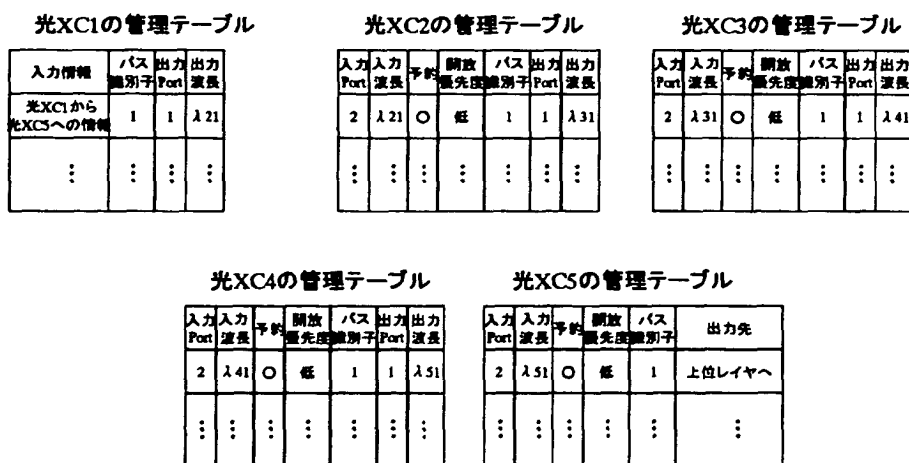 光XC1の管理テーブル
入力情報 パス識別子 出力Port 出力波長
光XC1から光XC5への情報 1 1 λ21
⋮ ⋮ ⋮ ⋮
光XC2の管理テーブル
入力Port 入力波長 予約 開放優先度 パス識別子 出力Port 出力波長
2 λ21 ○ 低 1 1 λ31
⋮ ⋮ ⋮ ⋮ ⋮ ⋮ ⋮
光XC3の管理テーブル
入力Port 入力波長 予約 開放優先度 パス識別子 出力Port 出力波長
2 λ31 ○ 低 1 1 λ41
⋮ ⋮ ⋮ ⋮ ⋮ ⋮ ⋮
光XC4の管理テーブル
入力Port 入力波長 予約 開放優先度 パス識別子 出力Port 出力波長
2 λ41 ○ 低 1 1 λ51
⋮ ⋮ ⋮ ⋮ ⋮ ⋮ ⋮
光XC5の管理テーブル
入力Port 入力波長 予約 開放優先度 パス識別子 出力先
2 λ51 ○ 低 1 上位レイヤへ
⋮ ⋮ ⋮ ⋮ ⋮ ⋮